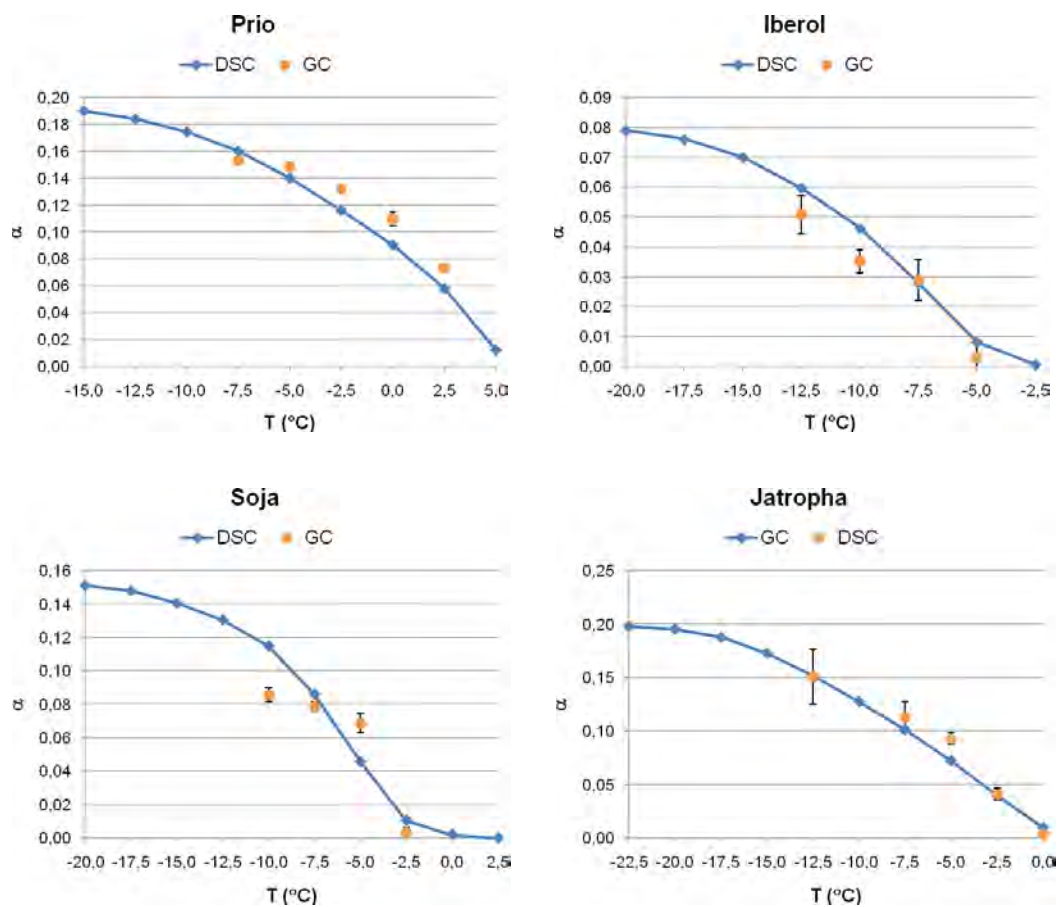 Prio
DSC GC
0,20
0,18
0,16
0,14
0,12
0,10
0,08
0,06
0,04
0,02
0,00
α
-15,0 -12,5 -10,0 -7,5 -5,0 -2,5 0,0 2,5 5,0
T (°C)
Iberol
DSC GC
0,09
0,08
0,07
0,06
0,05
0,04
0,03
0,02
0,01
0,00
α
-20,0 -17,5 -15,0 -12,5 -10,0 -7,5 -5,0 -2,5
T (°C)
Soja
DSC GC
0,16
0,14
0,12
0,10
0,08
0,06
0,04
0,02
0,00
α
-20,0 -17,5 -15,0 -12,5 -10,0 -7,5 -5,0 -2,5 0,0 2,5
T (°C)
Jatropha
GC DSC
0,25
0,20
0,15
0,10
0,05
0,00
α
-22,5 -20,0 -17,5 -15,0 -12,5 -10,0 -7,5 -5,0 -2,5 0,0
T (°C)